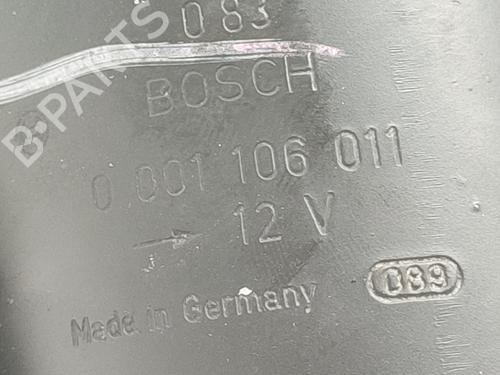 083
BOSCH
0 001 106 011
→ 12 V
089
Made in Germany
B-PARTS